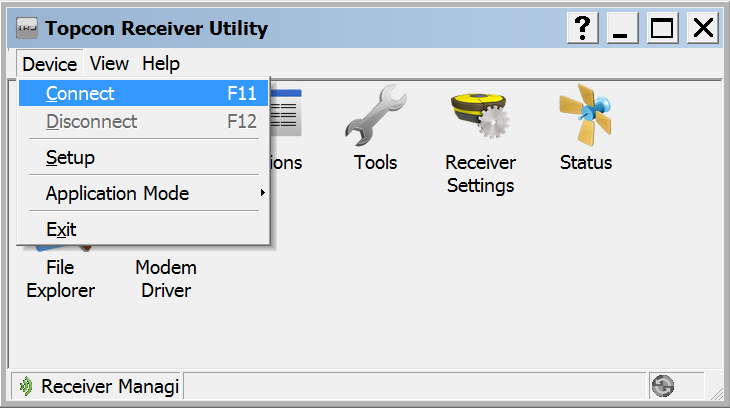 TRU Topcon Receiver Utility
Device View Help
Connect F11
Disconnect F12
Setup
Application Mode
Exit
ions
Tools
Receiver
Settings
Status
File
Explorer
Modem
Driver
Receiver Managi